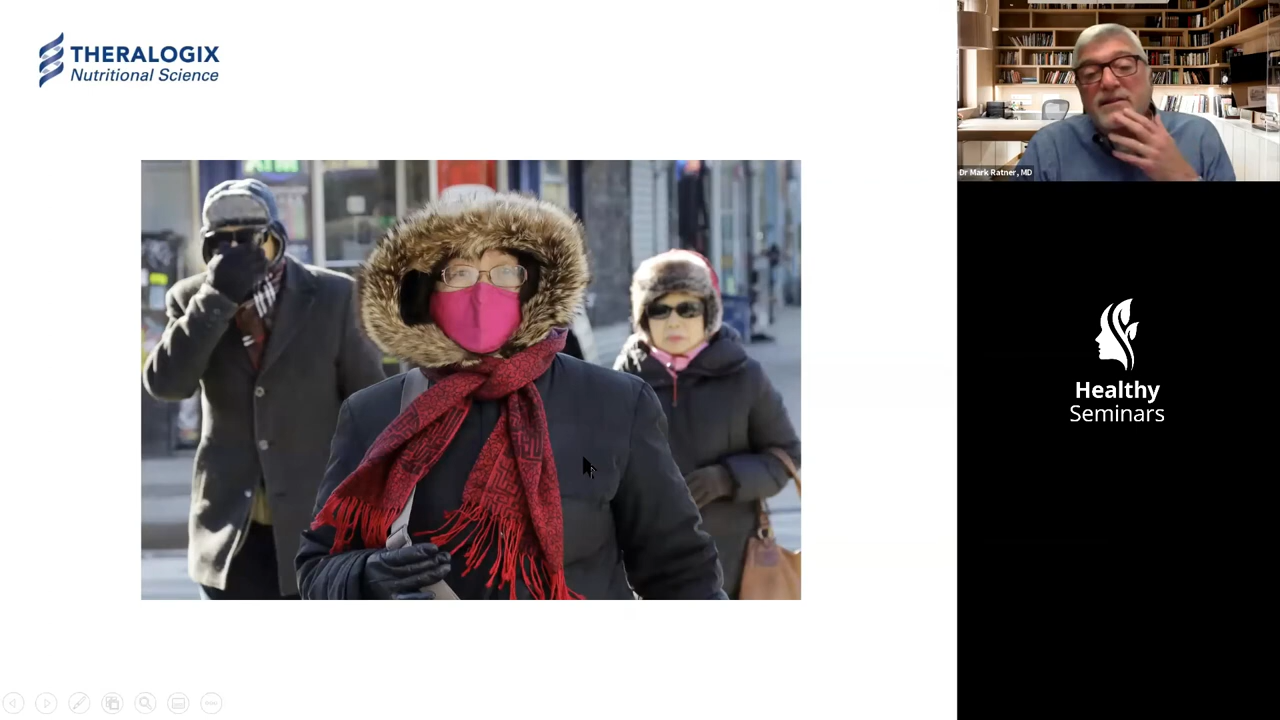 THERALOGIX
Nutritional Science
Dr Mark Ratner, MD
Healthy
Seminars